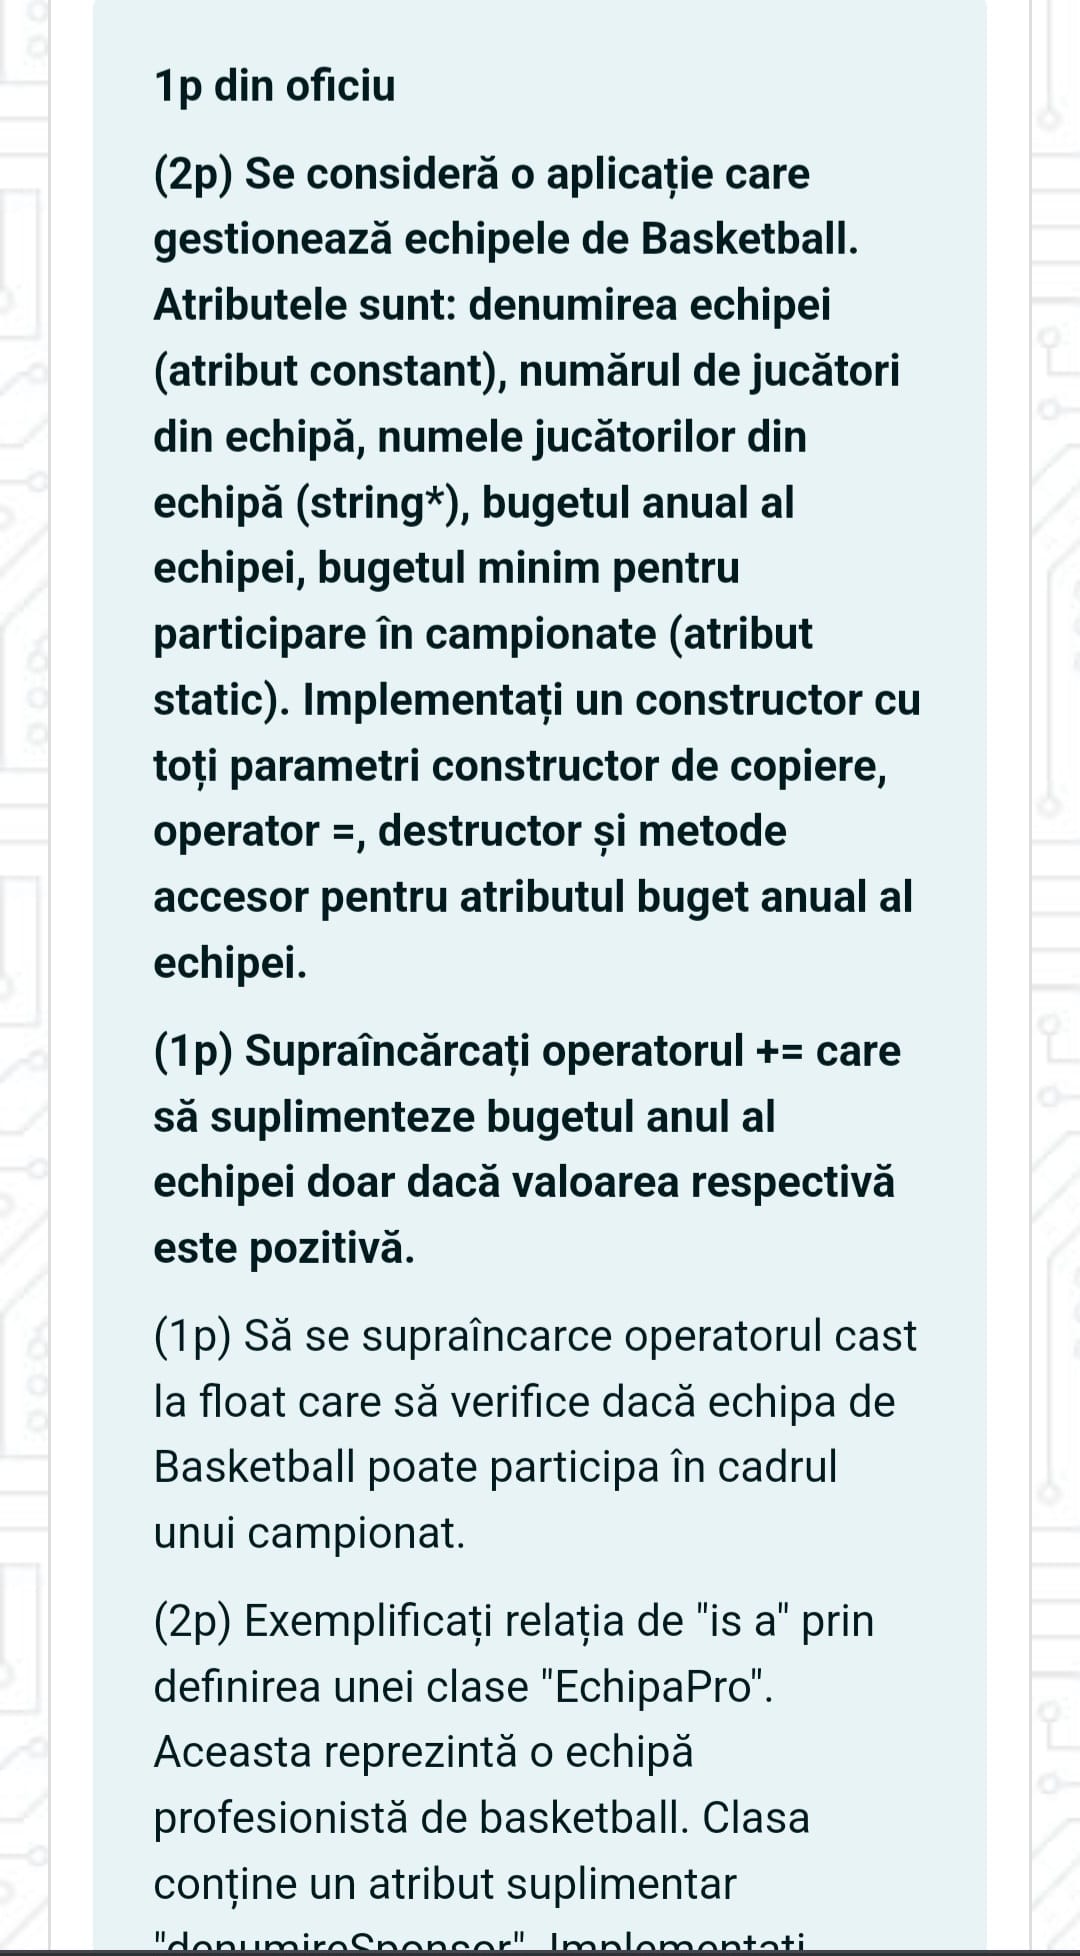 1p din oficiu
(2p) Se consideră o aplicație care
gestionează echipele de Basketball.
Atributele sunt: denumirea echipei
(atribut constant), numărul de jucători
din echipă, numele jucătorilor din
echipă (string*), bugetul anual al
echipei, bugetul minim pentru
participare în campionate (atribut
static). Implementați un constructor cu
toți parametri constructor de copiere,
operator =, destructor și metode
accesor pentru atributul buget anual al
echipei.
(1p) Supraîncărcați operatorul += care
să suplimenteze bugetul anul al
echipei doar dacă valoarea respectivă
este pozitivă.
(1p) Să se supraîncarce operatorul cast
la float care să verifice dacă echipa de
Basketball poate participa în cadrul
unui campionat.
(2p) Exemplificați relația de "is a" prin
definirea unei clase "EchipaPro".
Aceasta reprezintă o echipă
profesionistă de basketball. Clasa
conține un atribut suplimentar
"denumireSponsor". Implementați